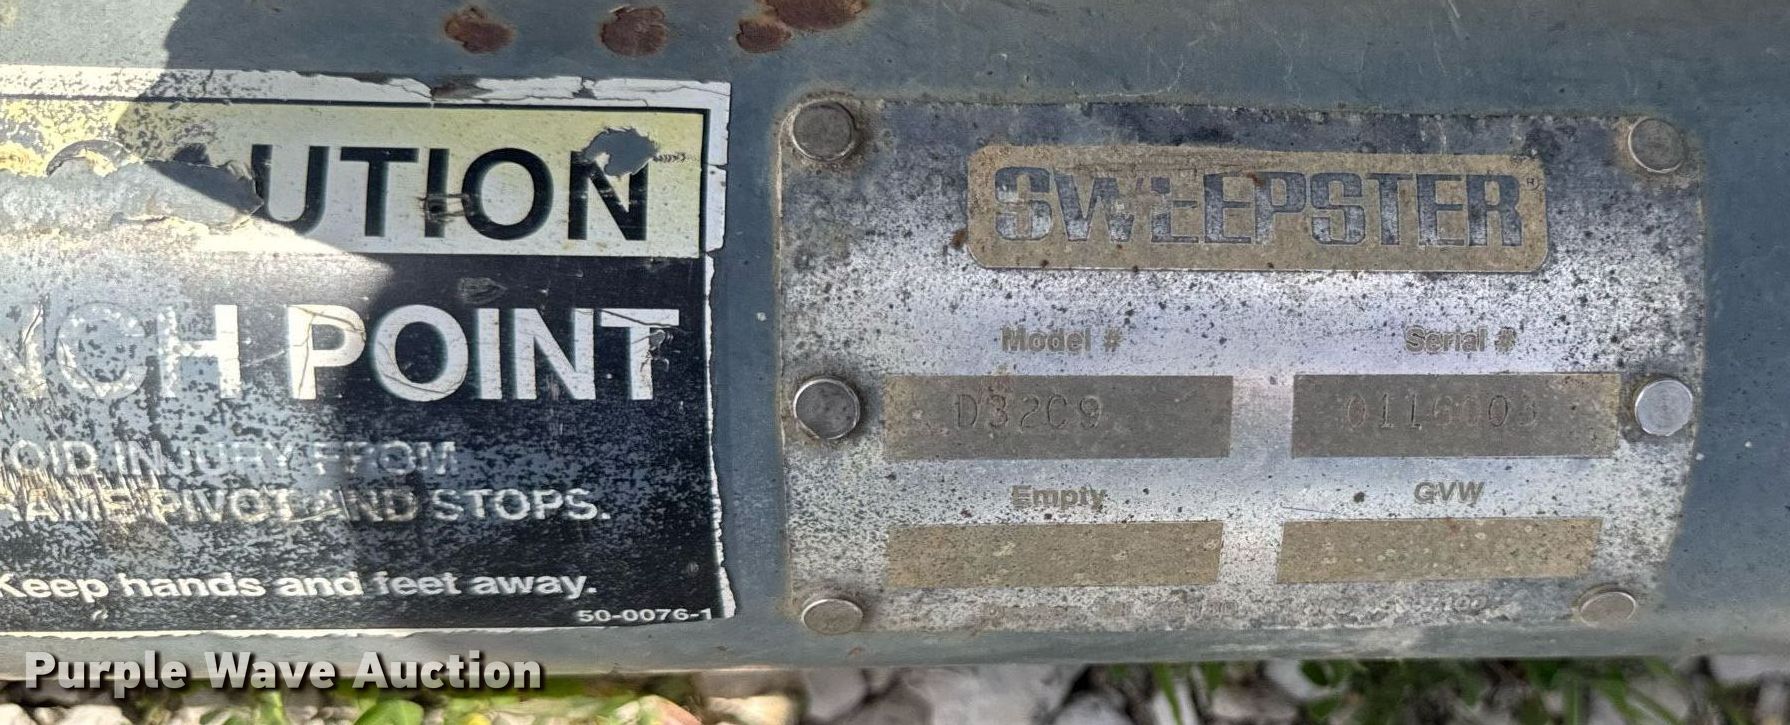 UTION
NCH POINT
OID INJURY FROM
AME PIVOT AND STOPS.
Keep hands and feet away.
50-0076-1
SWEEPSTER
Model #
Serial #
D32C9
Empty
GVW
Purple Wave Auction